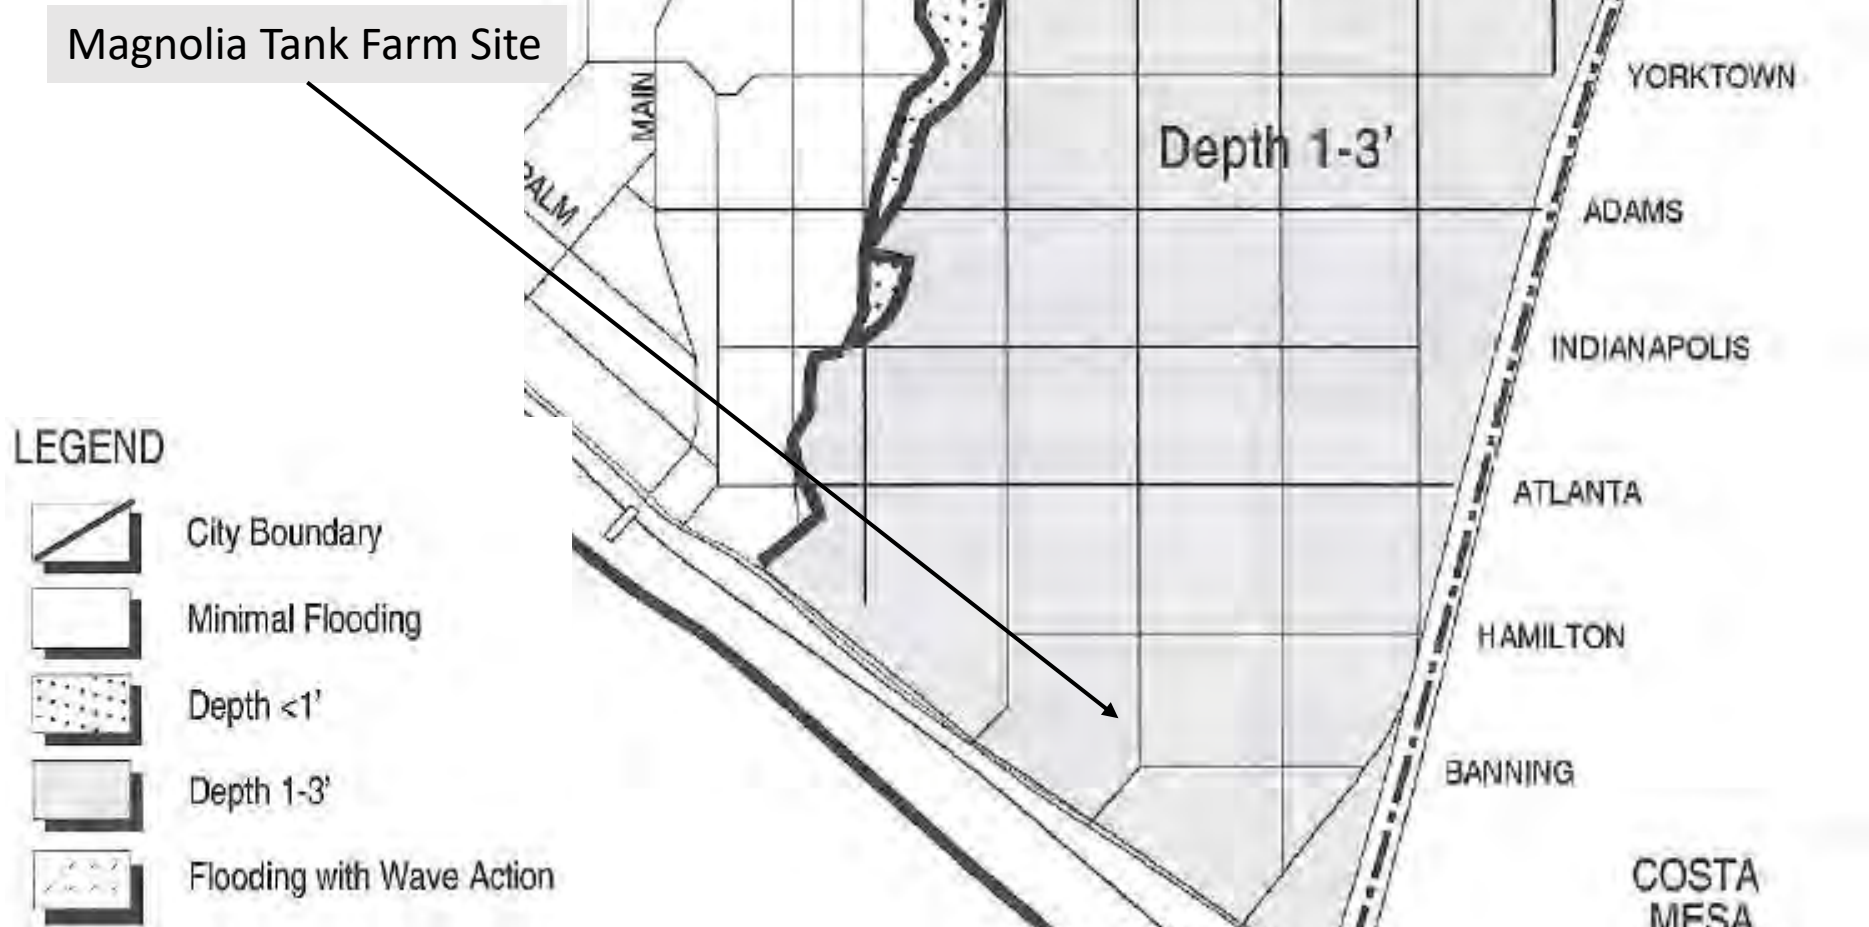 Magnolia Tank Farm Site
MAIN
PALM
Depth 1-3'
YORKTOWN
ADAMS
INDIANAPOLIS
ATLANTA
HAMILTON
BANNING
COSTA
MESA
LEGEND
City Boundary
Minimal Flooding
Depth <1'
Depth 1-3'
Flooding with Wave Action